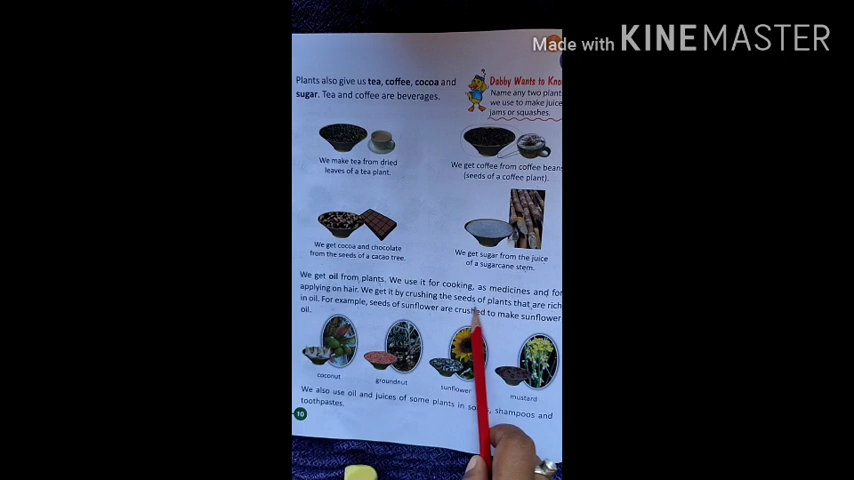 Made with KINEMASTER
Plants also give us tea, coffee, cocoa and
sugar. Tea and coffee are beverages.
Dabby Wants to Kno
Name any two plant
we use to make juice
jams or squashes.
We make tea from dried
leaves of a tea plant.
We get coffee from coffee beans
(seeds of a coffee plant).
We get cocoa and chocolate
from the seeds of a cacao tree.
We get sugar from the juice
of a sugarcane stem.
We get oil from plants. We use it for cooking, as medicines and for
applying on hair. We get it by crushing the seeds of plants that are rich
in oil. For example, seeds of sunflower are crushed to make sunflower
oil.
coconut
groundnut
sunflower
mustard
We also use oil and juices of some plants in , shampoos and
toothpastes.
10